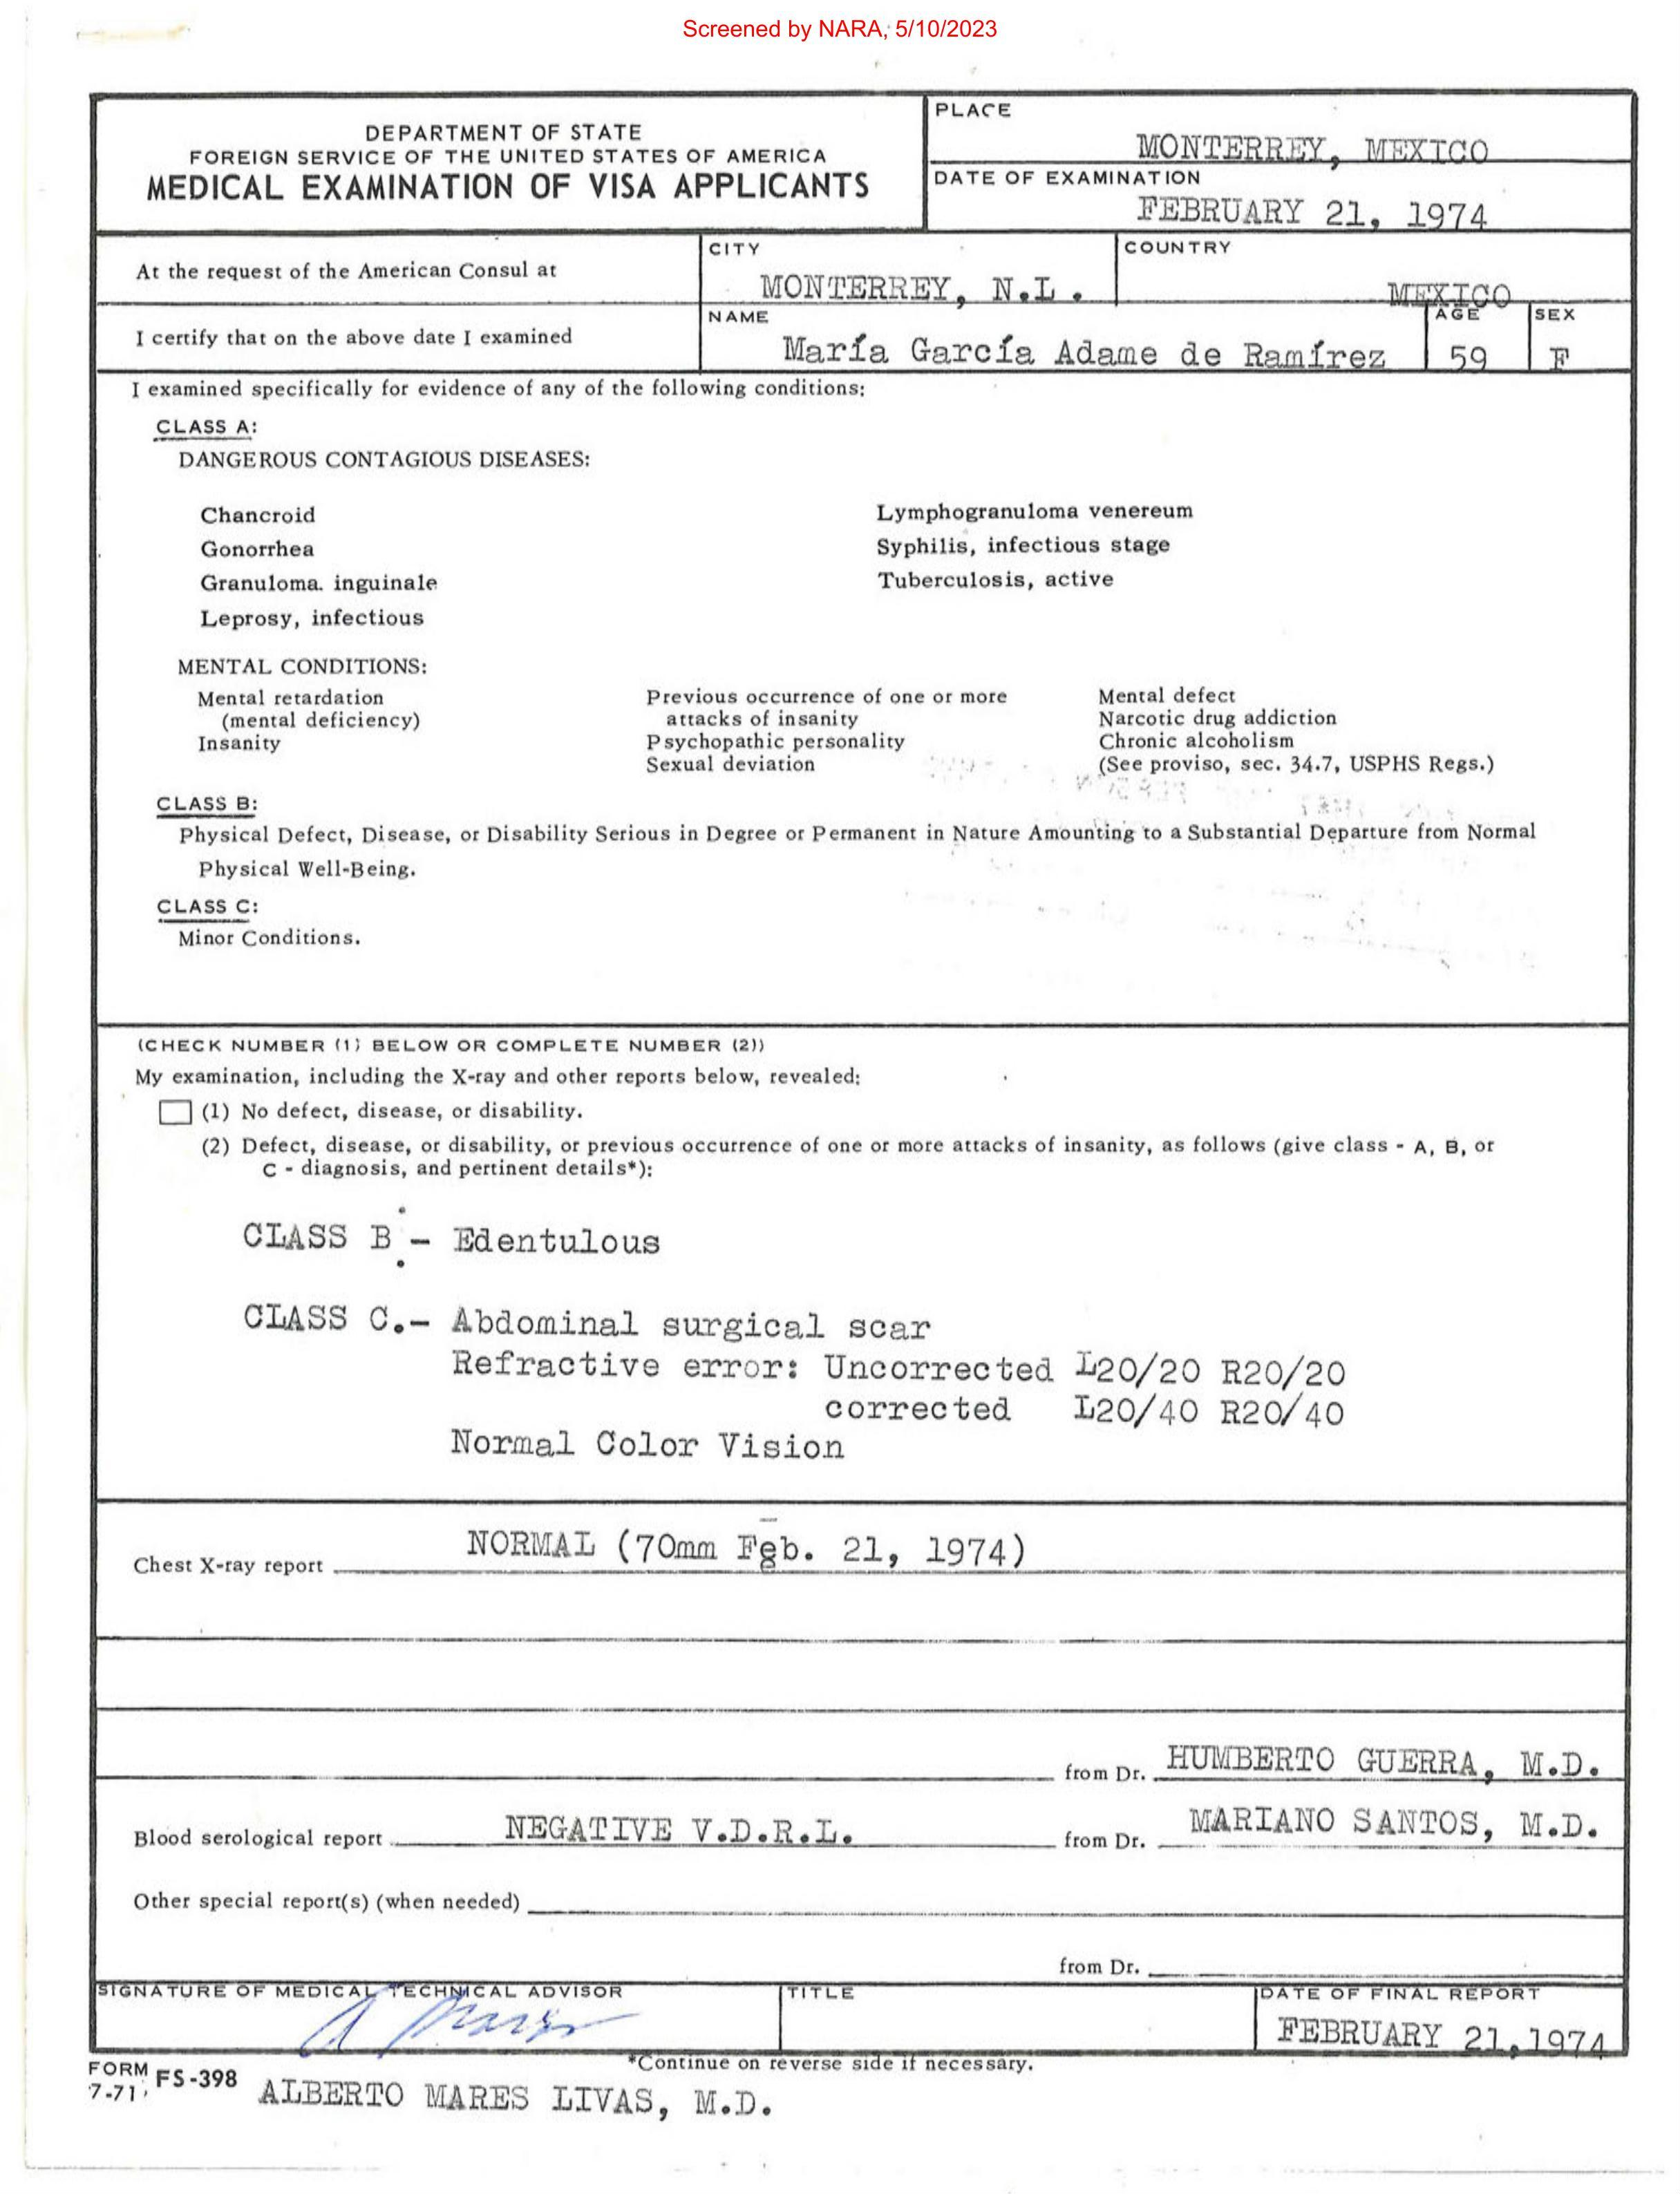 Screened by NARA, 5/10/2023
DEPARTMENT OF STATE
FOREIGN SERVICE OF THE UNITED STATES OF AMERICA
MEDICAL EXAMINATION OF VISA APPLICANTS
PLACE
MONTERREY, MEXICO
DATE OF EXAMINATION
FEBRUARY 21, 1974
At the request of the American Consul at
CITY
MONTERREY, N.L.
COUNTRY
MEXICO
I certify that on the above date I examined
NAME
María García Adame de Ramírez
AGE
59
SEX
F
I examined specifically for evidence of any of the following conditions:
CLASS A:
DANGEROUS CONTAGIOUS DISEASES:
Chancroid
Gonorrhea
Granuloma. inguinale
Leprosy, infectious
Lymphogranuloma venereum
Syphilis, infectious stage
Tuberculosis, active
MENTAL CONDITIONS:
Mental retardation
(mental deficiency)
Insanity
Previous occurrence of one or more
attacks of insanity
Psychopathic personality
Sexual deviation
Mental defect
Narcotic drug addiction
Chronic alcoholism
(See proviso, sec. 34.7, USPHS Regs.)
CLASS B:
Physical Defect, Disease, or Disability Serious in Degree or Permanent in Nature Amounting to a Substantial Departure from Normal
Physical Well-Being.
CLASS C:
Minor Conditions.
(CHECK NUMBER (1) BELOW OR COMPLETE NUMBER (2))
My examination, including the X-ray and other reports below, revealed:
(1) No defect, disease, or disability.
(2) Defect, disease, or disability, or previous occurrence of one or more attacks of insanity, as follows (give class - A, B, or
C - diagnosis, and pertinent details*):
CLASS B.- Edentulous
CLASS C.- Abdominal surgical scar
Refractive error: Uncorrected L20/20 R20/20
corrected L20/40 R20/40
Normal Color Vision
Chest X-ray report NORMAL (70mm Feb. 21, 1974)
from Dr. HUMBERTO GUERRA, M.D.
Blood serological report NEGATIVE V.D.R.L. from Dr. MARIANO SANTOS, M.D.
Other special report(s) (when needed)
from Dr.
SIGNATURE OF MEDICAL TECHNICAL ADVISOR
TITLE
DATE OF FINAL REPORT
FEBRUARY 21,1974
*Continue on reverse side if necessary.
FORM FS-398
7-71
ALBERTO MARES LIVAS, M.D.